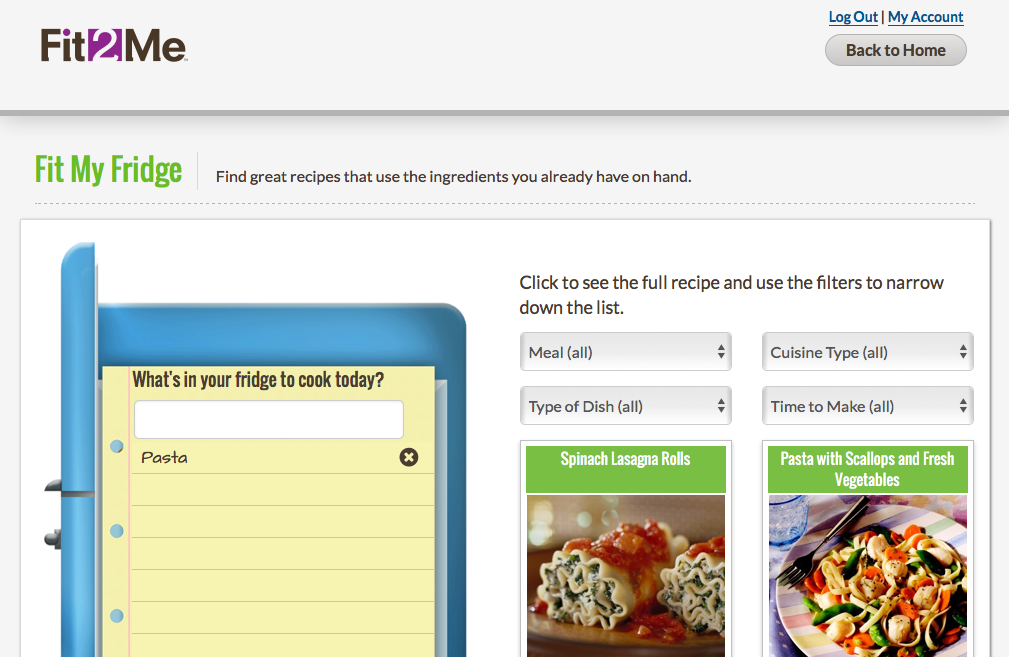 Log Out | My Account
Fit2Me
Back to Home
Fit My Fridge
Find great recipes that use the ingredients you already have on hand.
Click to see the full recipe and use the filters to narrow
down the list.
Meal (all)
Cuisine Type (all)
What's in your fridge to cook today?
Type of Dish (all)
Time to Make (all)
Pasta
Spinach Lasagna Rolls
Pasta with Scallops and Fresh
Vegetables